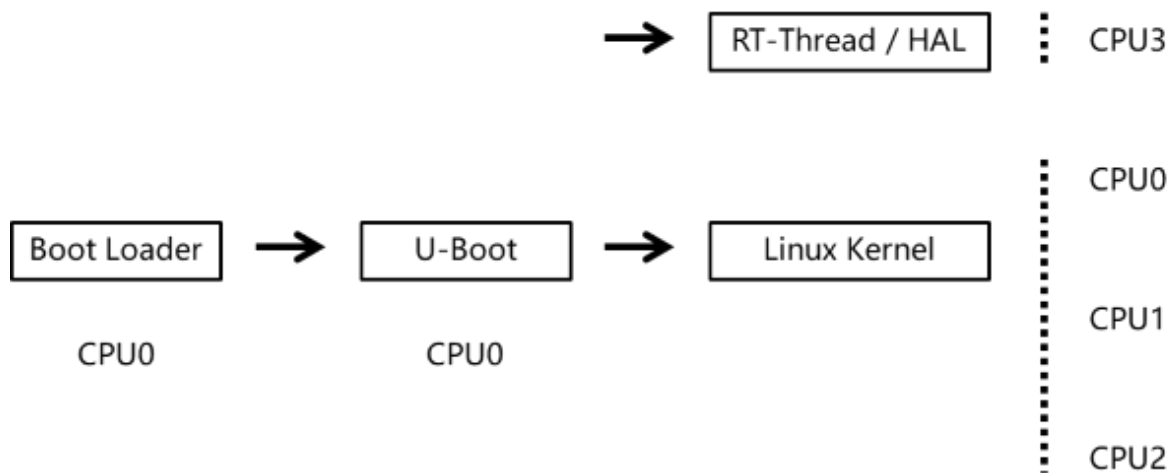 RT-Thread / HAL
CPU3
CPU0
Boot Loader
U-Boot
Linux Kernel
CPU1
CPU0
CPU0
CPU2